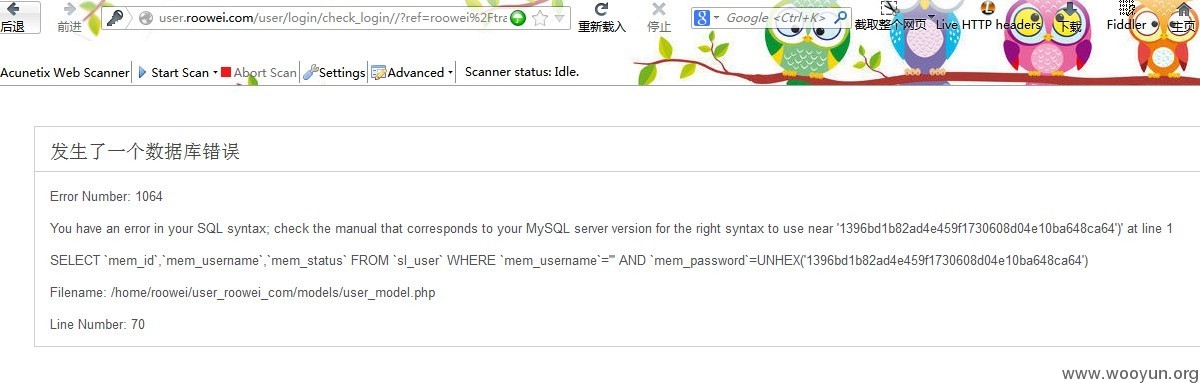 后退 前进 user.roowei.com/user/login/check_login//?ref=roowei%2Ftra 重新载入 停止 Google <Ctrl+K> 截取整个网页 Live HTTP headers 下载 Fiddler 主页
Acunetix Web Scanner Start Scan Abort Scan Settings Advanced Scanner status: Idle.
发生了一个数据库错误
Error Number: 1064
You have an error in your SQL syntax; check the manual that corresponds to your MySQL server version for the right syntax to use near '1396bd1b82ad4e459f1730608d04e10ba648ca64')' at line 1
SELECT `mem_id`,`mem_username`,`mem_status` FROM `sl_user` WHERE `mem_username`=''' AND `mem_password`=UNHEX('1396bd1b82ad4e459f1730608d04e10ba648ca64')
Filename: /home/roowei/user_roowei_com/models/user_model.php
Line Number: 70
www.wooyun.org